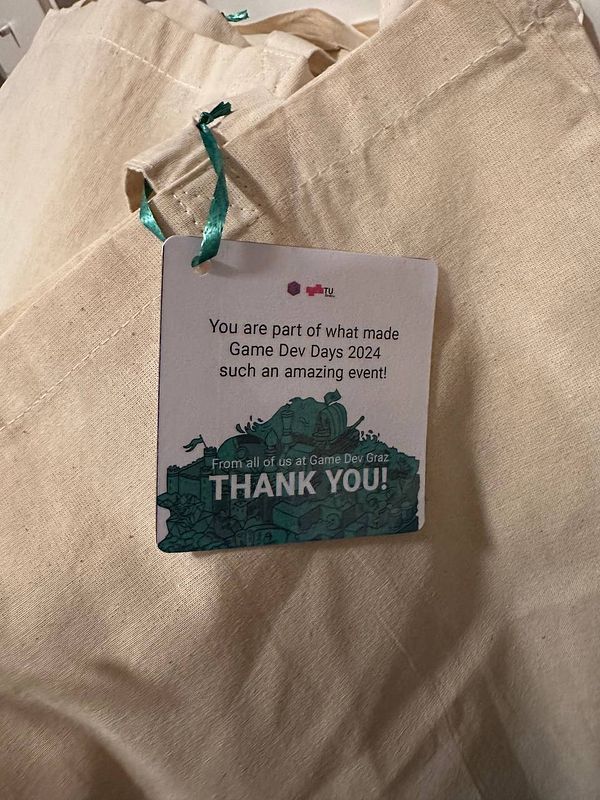 TU
You are part of what made
Game Dev Days 2024
such an amazing event!
From all of us at Game Dev Graz
THANK YOU!